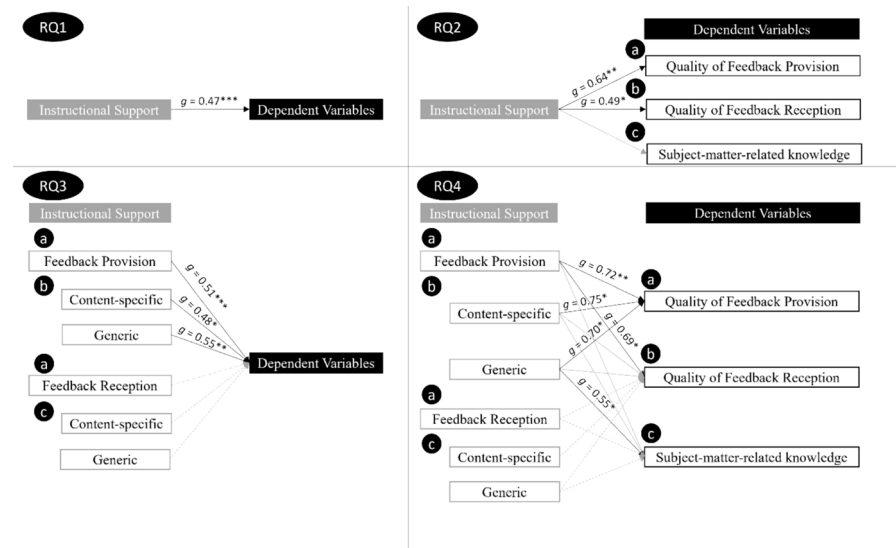 RQ1
g = 0.47***
Instructional Support
Dependent Variables
RQ2
Dependent Variables
a
Quality of Feedback Provision
g = 0.64**
b
g = 0.49*
Instructional Support
Quality of Feedback Reception
c
Subject-matter-related knowledge
RQ3
Instructional Support
a
Feedback Provision
g = 0.51***
b
Content-specific
g = 0.48*
Generic
g = 0.55**
Dependent Variables
a
Feedback Reception
c
Content-specific
Generic
RQ4
Instructional Support
Dependent Variables
a
Feedback Provision
g = 0.72**
a
b
g = 0.75*
Quality of Feedback Provision
Content-specific
g = 0.70*
g = 0.69*
b
Generic
Quality of Feedback Reception
g = 0.55*
a
Feedback Reception
c
c
Content-specific
Subject-matter-related knowledge
Generic